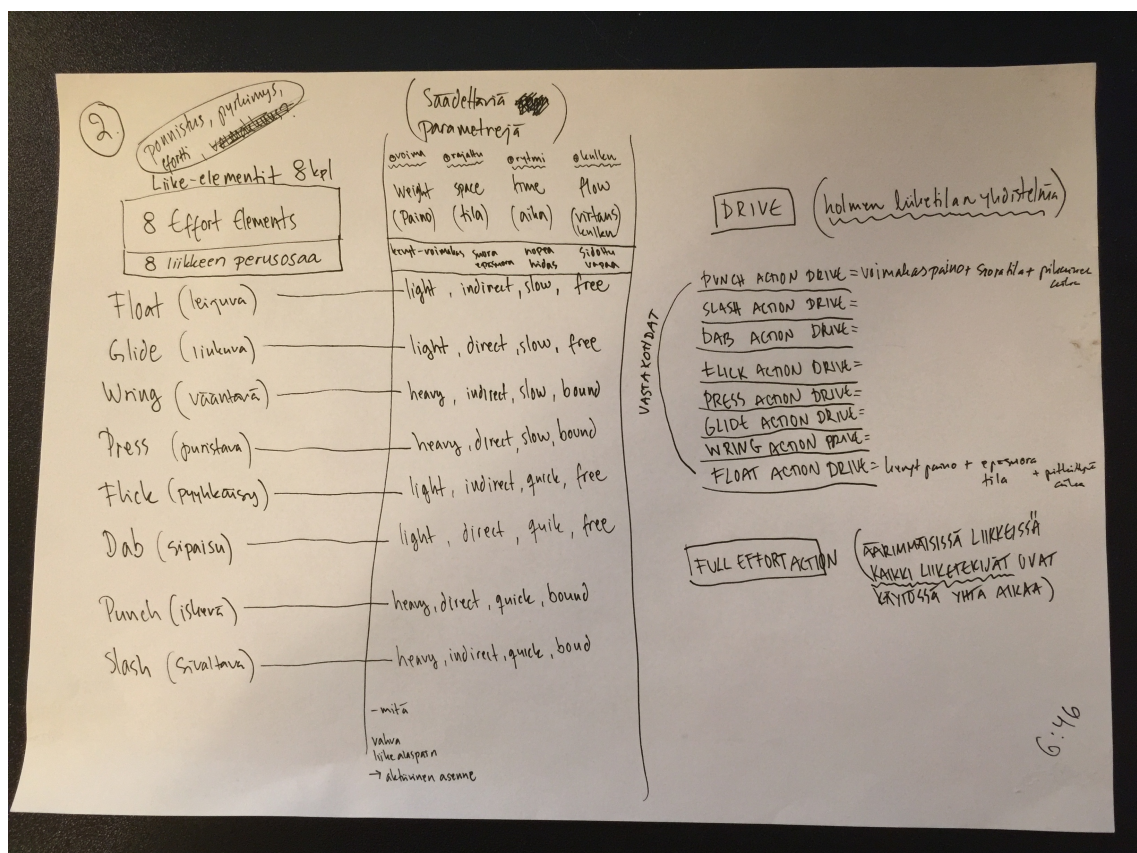 2.
ponnistus, pyrkimys,
efortti,
Liike-elementit 8 kpl
8 Effort Elements
8 liikkeen perusosaa
Float (leijuva)
Glide (liukuva)
Wring (vääntävä)
Press (puristava)
Flick (pyyhkäisy)
Dab (sipaisu)
Punch (iskevä)
Slash (sivaltava)
(Säädettäviä
parametrejä)
voima rajattu rytmi kulku
weight space time flow
(Paino) (tila) (aika) (virtaus)
kulku
kevyt-voimakas suora nopea sidottu
epäsuora hidas vapaa
light, indirect, slow, free
light, direct, slow, free
heavy, indirect, slow, bound
heavy, direct, slow, bound
light, indirect, quick, free
light, direct, quik, free
heavy, direct, quick, bound
heavy, indirect, quick, boud
- mitä
vahva
liike alaspäin
→ aktiivinen asenne
VASTAKOHDAT
DRIVE (kolmen liiketilan yhdistelmä)
PUNCH ACTION DRIVE = voimakas paino + suora tila +
aika
SLASH ACTION DRIVE =
DAB ACTION DRIVE =
FLICK ACTION DRIVE =
PRESS ACTION DRIVE =
GLIDE ACTION DRIVE =
WRING ACTION DRIVE =
FLOAT ACTION DRIVE = kevyt paino + epäsuora tila + pitkittyvä
aika
FULL EFFORT ACTION
(ÄÄRIMMÄISISSÄ LIIKKEISSÄ
KAIKKI LIIKETEKIJÄT OVAT
KÄYTÖSSÄ YHTÄ AIKAA)
6:46